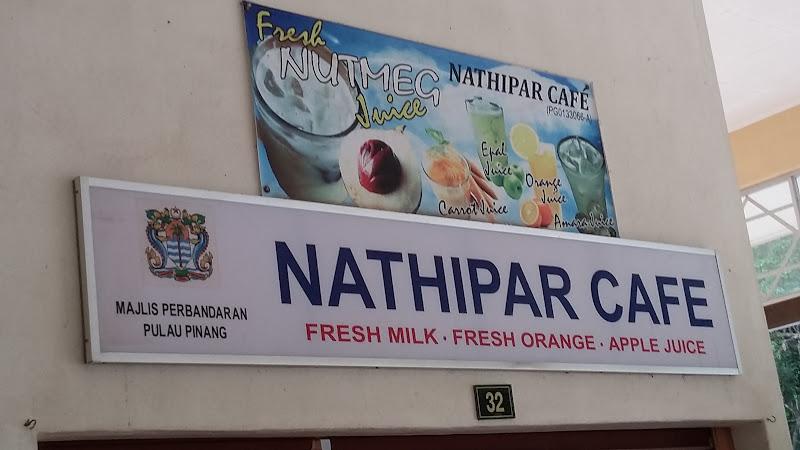 Fresh
NUTMEG
Juice
NATHIPAR CAFÉ
(PG0133066-A)
Epal
Juice
Orange
Juice
Carrot Juice
Amara Juice
MAJLIS PERBANDARAN
PULAU PINANG
NATHIPAR CAFE
FRESH MILK · FRESH ORANGE · APPLE JUICE
32